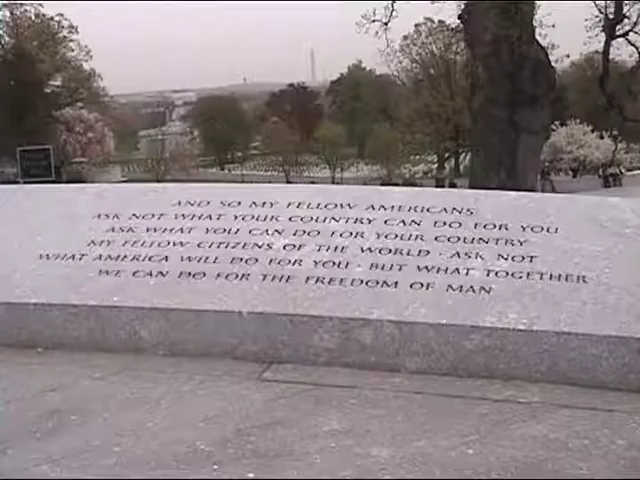 AND SO MY FELLOW AMERICANS
ASK NOT WHAT YOUR COUNTRY CAN DO FOR YOU
ASK WHAT YOU CAN DO FOR YOUR COUNTRY
MY FELLOW CITIZENS OF THE WORLD · ASK NOT
WHAT AMERICA WILL DO FOR YOU · BUT WHAT TOGETHER
WE CAN DO FOR THE FREEDOM OF MAN